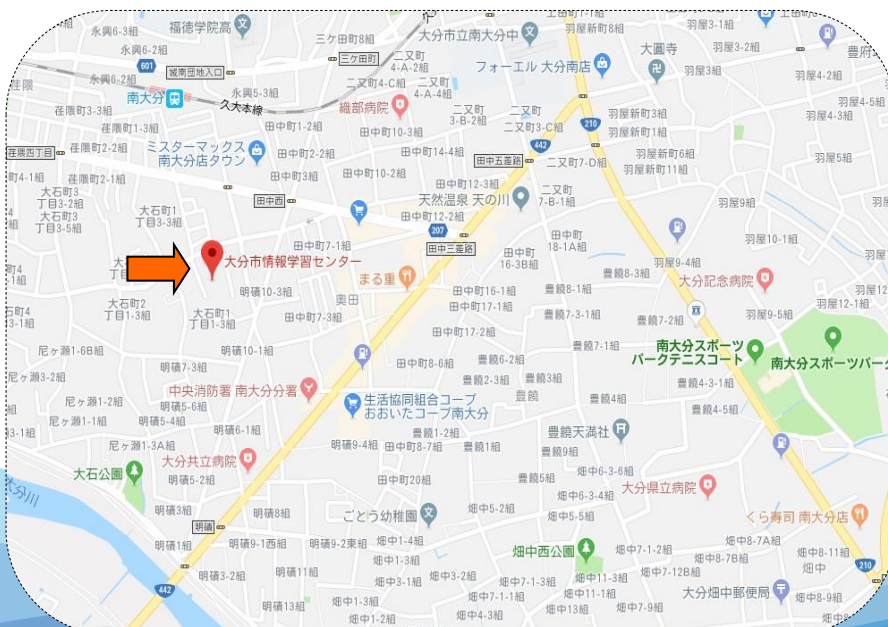 永興6-3組
福徳学院高
永興6-2組
三ケ田町
二又町
4-A-2組
大分市立南大分中
羽屋新町8組
羽屋3-1組
大圓寺
羽屋3-2組
601
城南団地入口
三ケ田町
永興6-2組
永興5-3組
二又町4-C組
二又町
4-A-4組
フォーエル 大分南店
羽屋3組
羽屋4-2組
南大分
久大本線
織部病院
二又町
3-B-2組
二又町
二又町3-C組
羽屋新町3組
羽屋4-5組
羽屋4-3組
荏隈町3-3組
荏隈町1-3組
田中町1-2組
田中町10-3組
210
羽屋新町1組
荏隈四丁目
荏隈町2-2組
ミスターマックス
南大分店タウン
田中町2-2組
田中町14-4組
442
田中五差路
二又町7-D組
羽屋新町6組
羽屋新町11組
羽屋5組
荏隈町2-1組
田中町3組
田中町10-2組
田中町12-3組
大石町3
丁目3-2組
大石町3
丁目3-5組
大石町1
丁目3-3組
田中西
天然温泉 天の川
二又町
7-B-1組
田中町12-2組
207
田中三差路
田中町7-1組
大分市情報学習センター
田中町
18-1A組
田中町
16-3B組
羽屋10-1組
羽屋9-4組
まる重
豊饒8-3組
大分記念病院
明磧10-3組
奥田
田中町16-1組
田中町17-1組
豊饒8-1組
羽屋12-1組
大石町2
丁目1-3組
大石町1
丁目1-3組
田中町7-3組
豊饒7-3-1組
豊饒7-2組
羽屋9-5組
田中町17-2組
尼ヶ瀬1-6B組
明磧10-1組
豊饒7-1組
南大分スポーツ
パークテニスコート
南大分スポーツパーク
明磧7-3組
田中町8-6組
豊饒6-2組
尼ヶ瀬3-2組
中央消防署 南大分分署
豊饒2-3組
豊饒3組
豊饒
豊饒4-3-1組
尼ヶ瀬1-2組
明磧5-6組
生活協同組合コープ
おおいたコープ南大分
豊饒4組
豊饒4-5組
尼ヶ瀬1-1組
明磧5-4組
明磧6-1組
豊饒1-2組
豊饒天満社
尼ヶ瀬1-3A組
明磧9-4組
田中町8-7組
豊饒1組
豊饒9組
大石公園
大分共立病院
明磧5-2組
田中町20組
豊饒5組
畑中6-3-6組
大分県立病院
大分川
畑中6-3-4組
明磧3組
明磧8組
ごとう幼稚園
畑中5-2組
畑中5-5組
くら寿司 南大分店
明磧
明磧1組
明磧9-1西組
明磧9-2東組
畑中1-4組
畑中西公園
畑中7-1-2組
畑中8-7A組
畑中8-7B組
畑中8-11組
畑中
210
畑中1-3組
442
明磧3-2組
明磧11組
畑中3-1組
畑中3-2組
畑中7-1-3組
畑中11-3組
畑中7-12B組
畑中7-1-1組
畑中11-1組
大分畑中郵便局
畑中8-9組
明磧13組
畑中1-3組
畑中13組
畑中7-9組
畑中1-2組
畑中4-3組